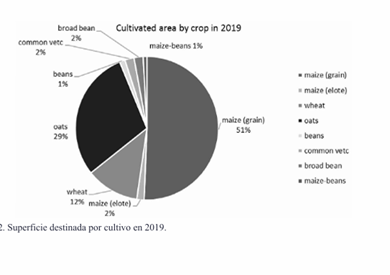 Cultivated area by crop in 2019
broad bean
2%
common vetc
2%
maize-beans 1%
beans
1%
maize (grain)
51%
oats
29%
wheat
12%
maize (elote)
2%
maize (grain)
maize (elote)
wheat
oats
beans
common vetc
broad bean
maize-beans
2. Superficie destinada por cultivo en 2019.